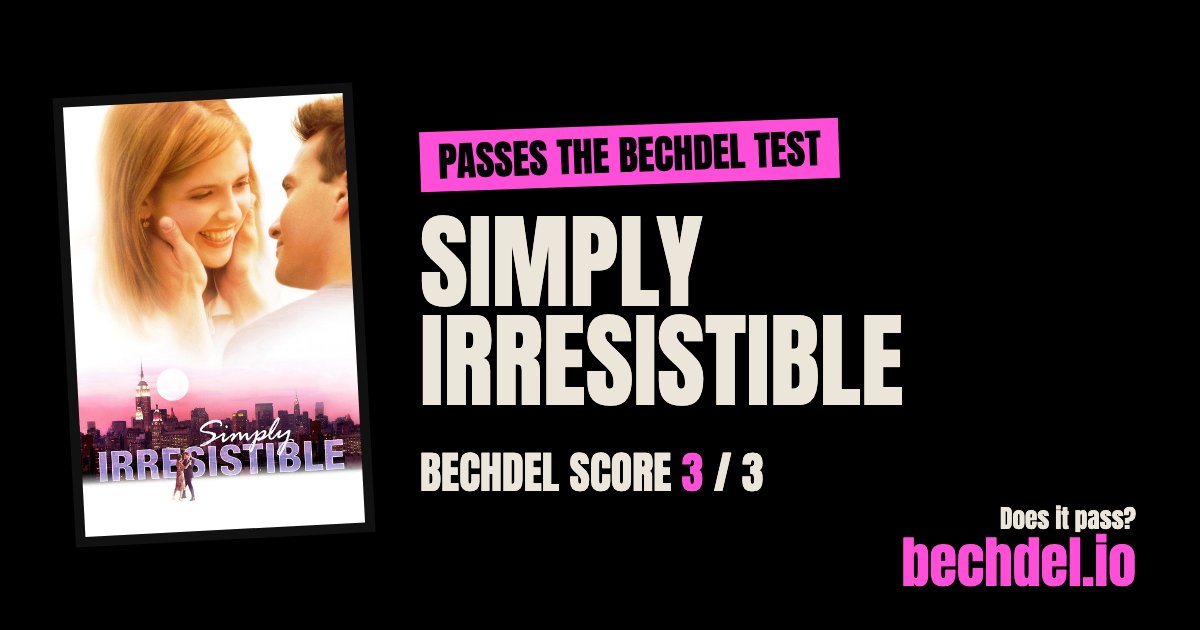 PASSES THE BECHDEL TEST
SIMPLY
IRRESISTIBLE
BECHDEL SCORE 3 / 3
Simply
IRRESISTIBLE
Does it pass?
bechdel.io